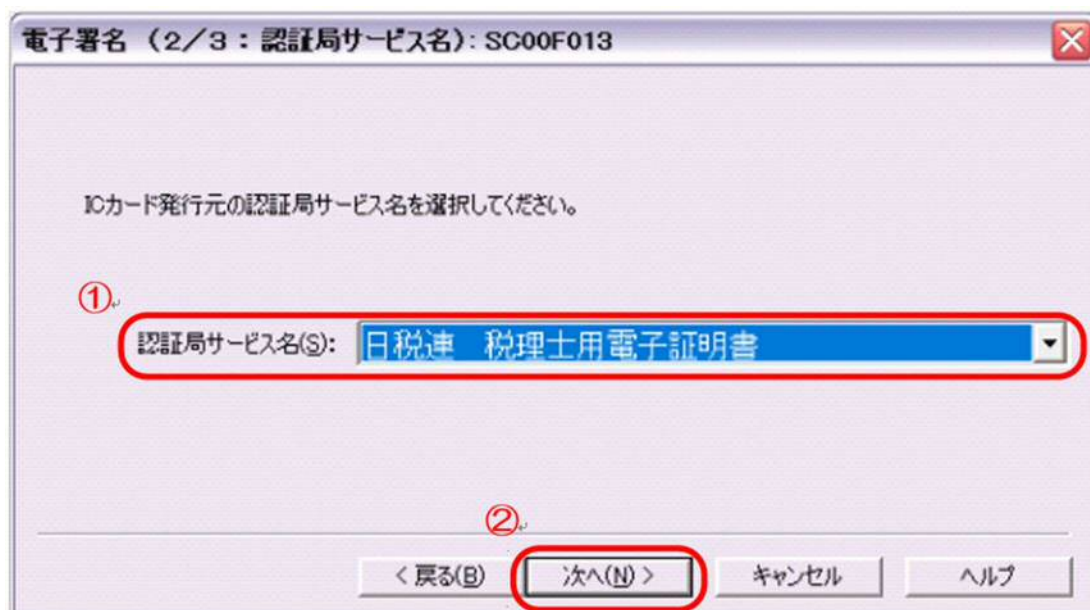 電子署名 (2/3:認証局サービス名): SC00F013
ICカード発行元の認証局サービス名を選択してください。
①
認証局サービス名(S): 日税連 税理士用電子証明書
②
< 戻る(B) 次へ(N) > キャンセル ヘルプ